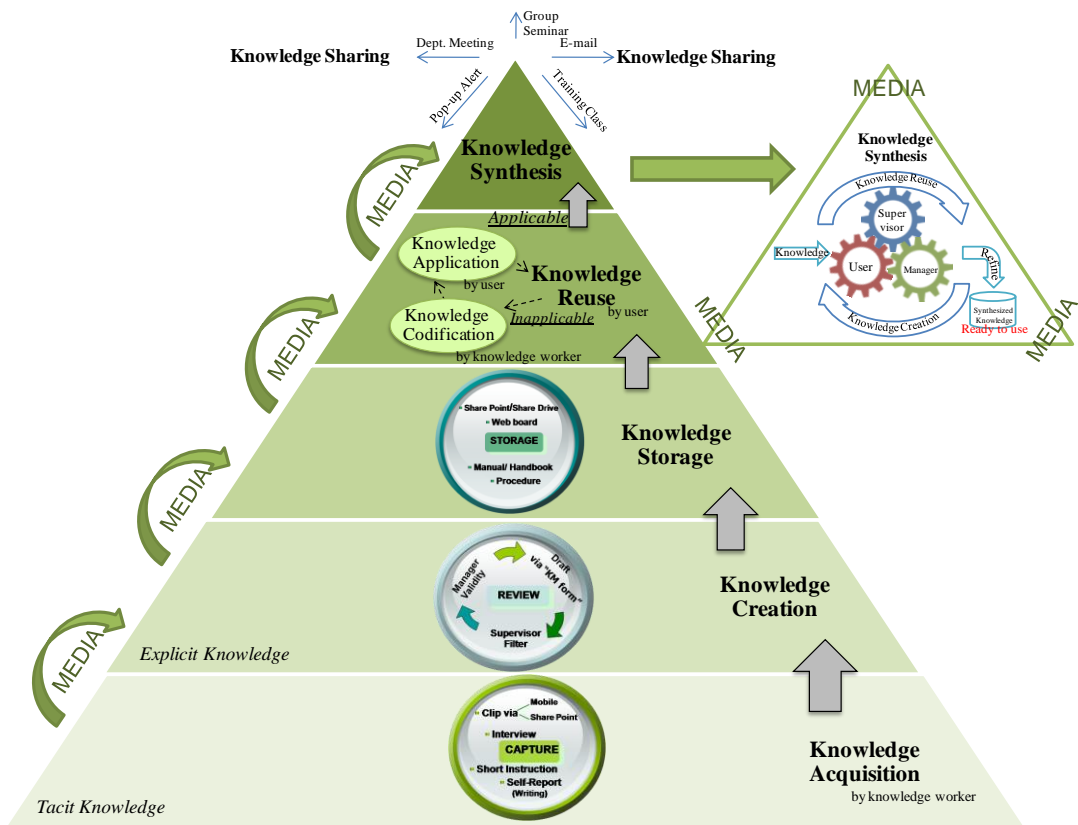 Group
Seminar
Dept. Meeting
E-mail
Knowledge Sharing
Knowledge Sharing
Pop-up Alert
Training Class
Knowledge
Synthesis
MEDIA
Applicable
Knowledge
Application
by user
Knowledge
Reuse
by user
Inapplicable
Knowledge
Codification
by knowledge worker
MEDIA
Share Point/Share Drive
Web board
STORAGE
Manual/ Handbook
Procedure
Knowledge
Storage
MEDIA
Manager
Validity
Draft
via "KM form"
REVIEW
Supervisor
Filter
Knowledge
Creation
Explicit Knowledge
MEDIA
Clip via
Mobile
Share Point
Interview
CAPTURE
Short Instruction
Self-Report
(Writing)
Knowledge
Acquisition
by knowledge worker
Tacit Knowledge
MEDIA
Knowledge
Synthesis
Knowledge Reuse
Super
visor
Knowledge
User
Manager
Refine
Knowledge Creation
Synthesized
Knowledge
Ready to use
MEDIA
MEDIA